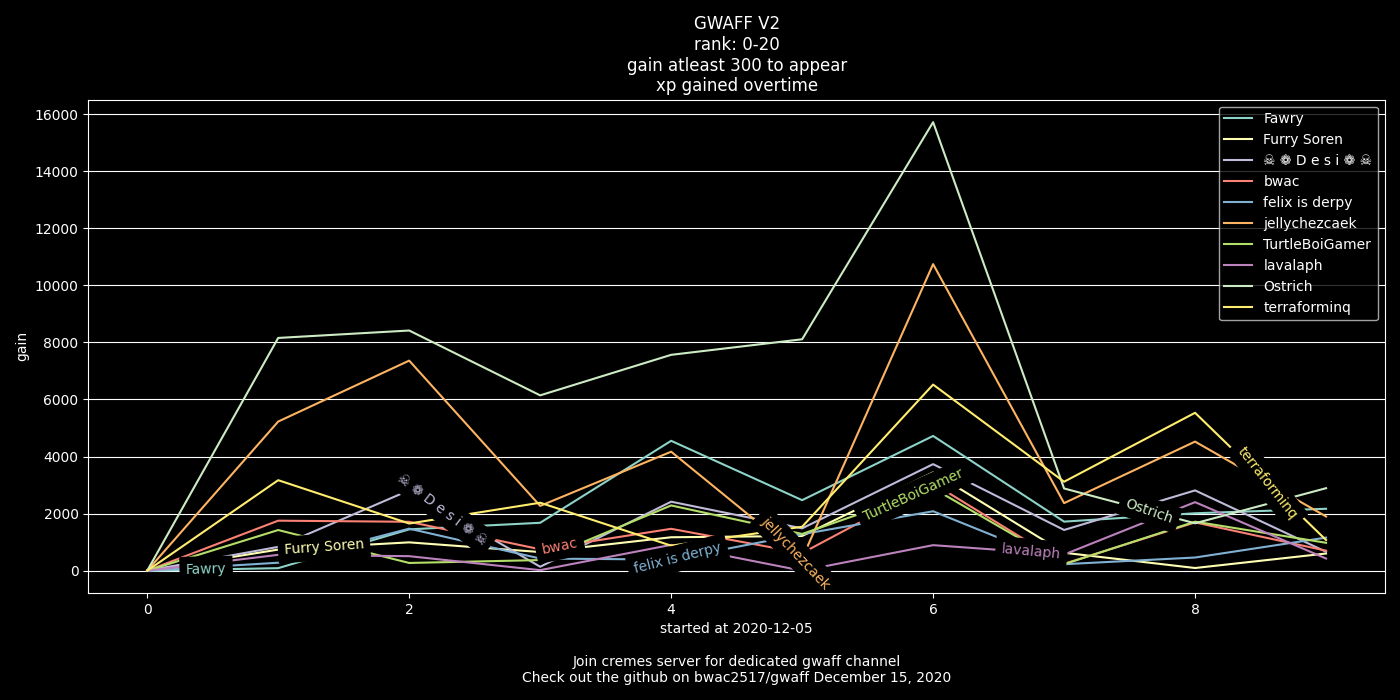 GWAFF V2
rank: 0-20
gain atleast 300 to appear
xp gained overtime
gain
16000
14000
12000
10000
8000
6000
4000
2000
0
0
2
4
6
8
Fawry
Furry Soren
☠ ❁ D e s i ❁ ☠
bwac
felix is derpy
jellychezcaek
TurtleBoiGamer
lavalaph
Ostrich
terraforminq
Fawry
Furry Soren
☠ ❁ D e s i ❁ ☠
bwac
felix is derpy
jellychezcaek
TurtleBoiGamer
lavalaph
Ostrich
terraforminq
started at 2020-12-05
Join cremes server for dedicated gwaff channel
Check out the github on bwac2517/gwaff December 15, 2020